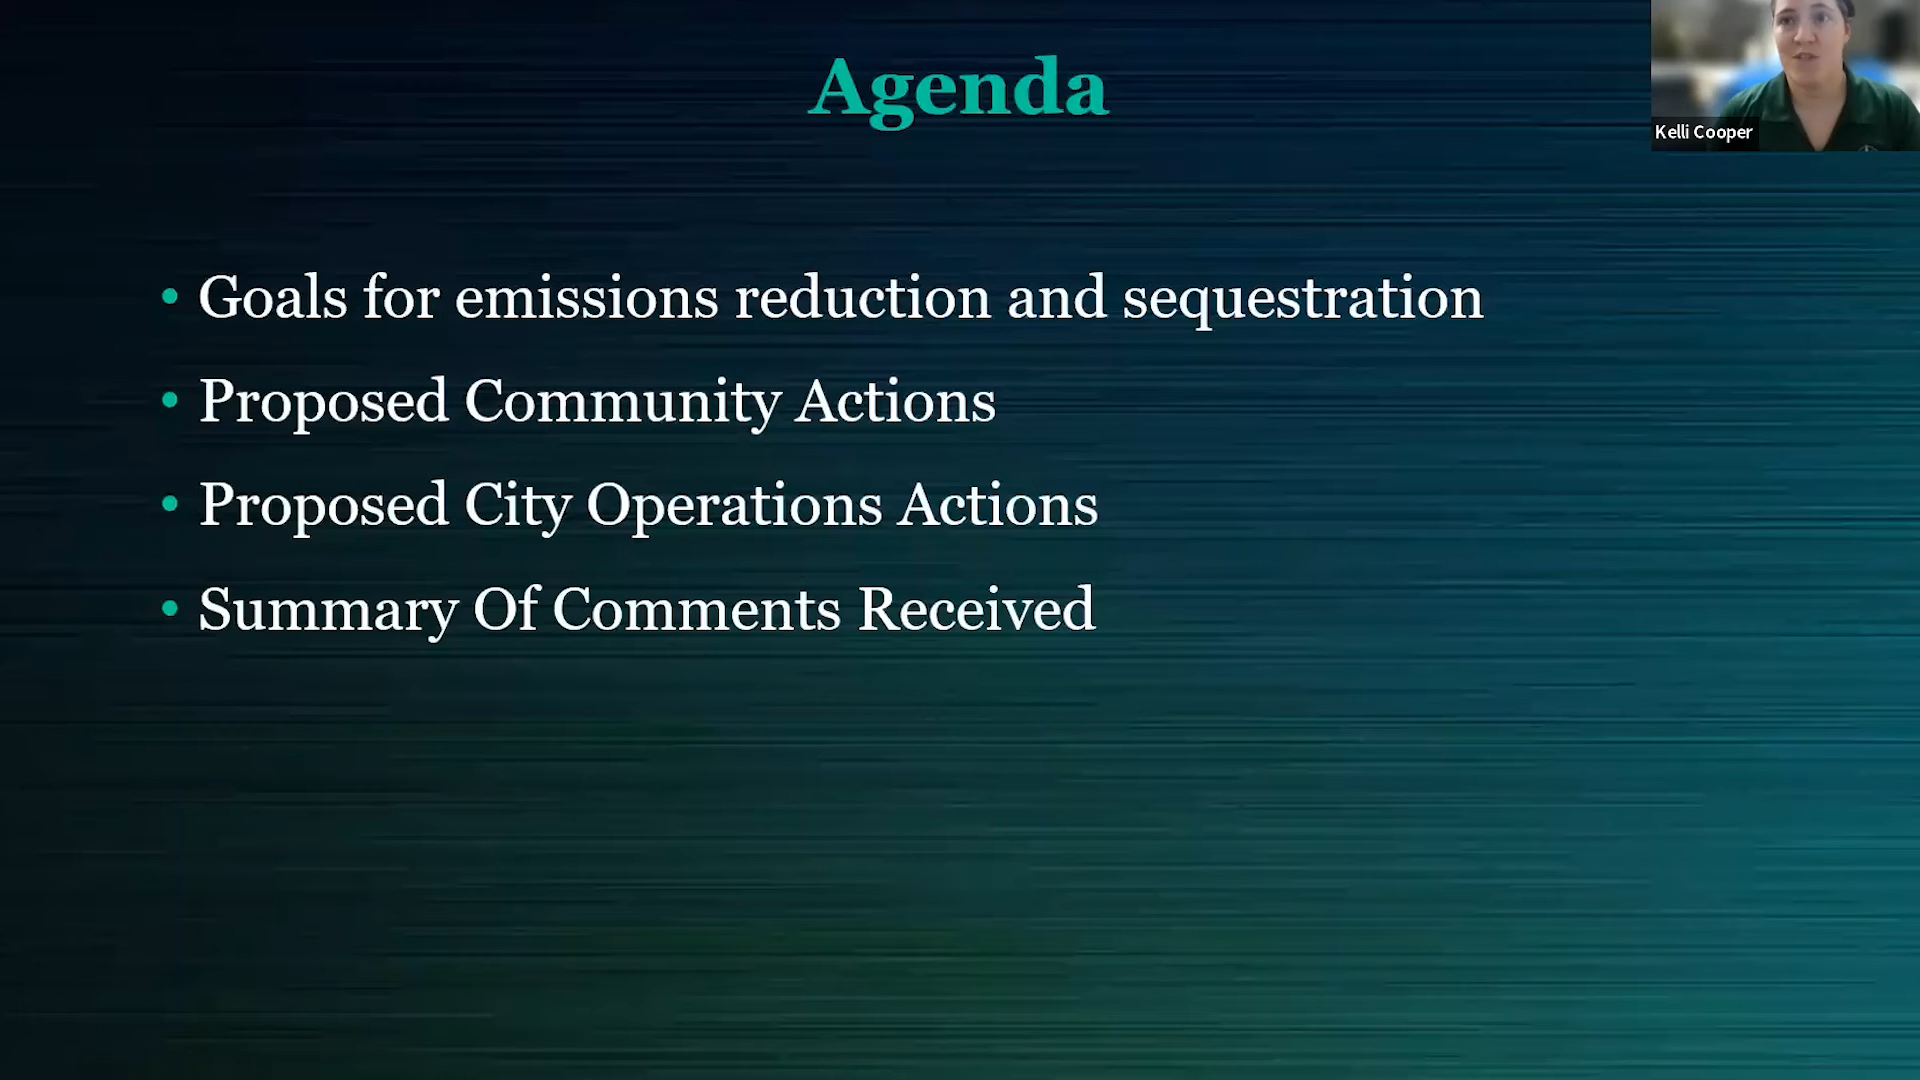 Agenda
Kelli Cooper
• Goals for emissions reduction and sequestration
• Proposed Community Actions
• Proposed City Operations Actions
• Summary Of Comments Received